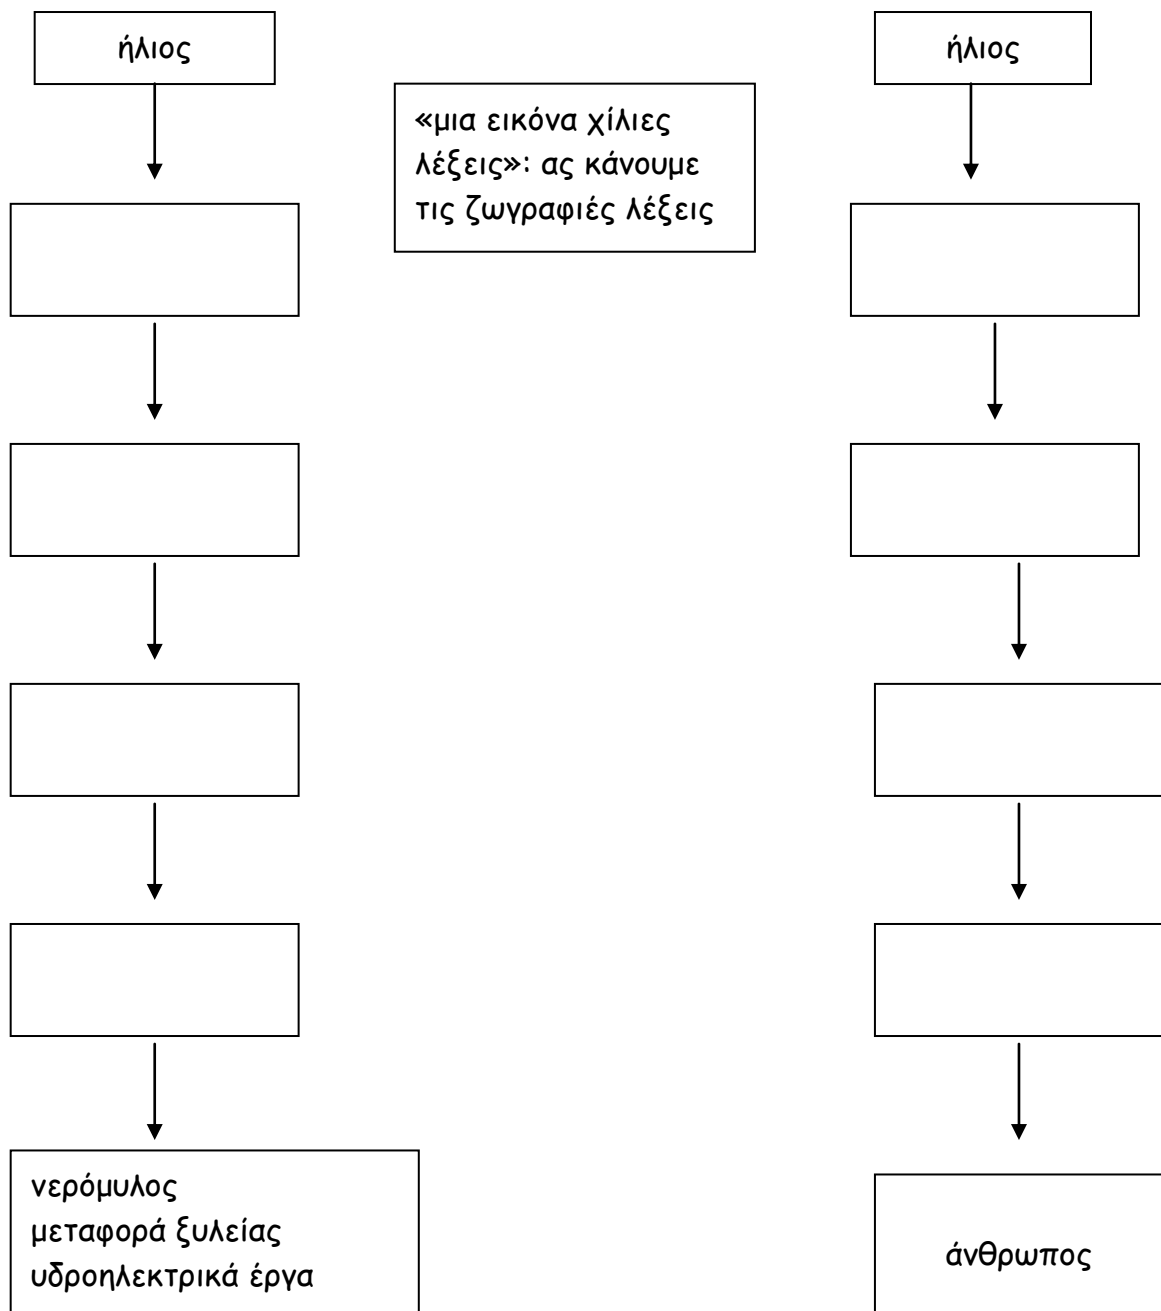 ήλιος
ήλιος
«μια εικόνα χίλιες
λέξεις»: ας κάνουμε
τις ζωγραφιές λέξεις
νερόμυλος
μεταφορά ξυλείας
υδροηλεκτρικά έργα
άνθρωπος